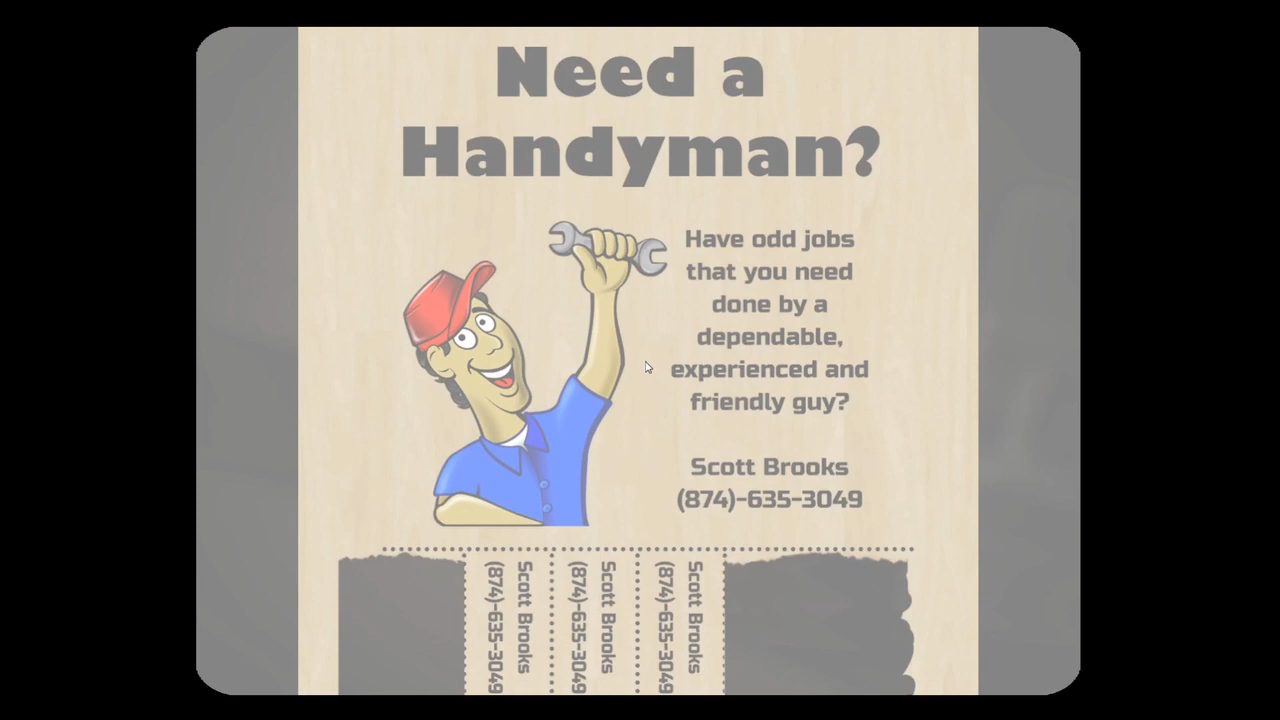 Need a
Handyman?
Have odd jobs
that you need
done by a
dependable,
experienced and
friendly guy?
Scott Brooks
(874)-635-3049
Scott Brooks
(874)-635-3049
Scott Brooks
(874)-635-3049
Scott Brooks
(874)-635-3049